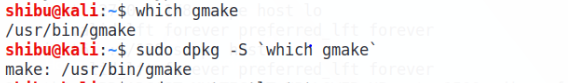 shibu@kali:~$ which gmake
/usr/bin/gmake
shibu@kali:~$ sudo dpkg -S `which gmake`
make: /usr/bin/gmake